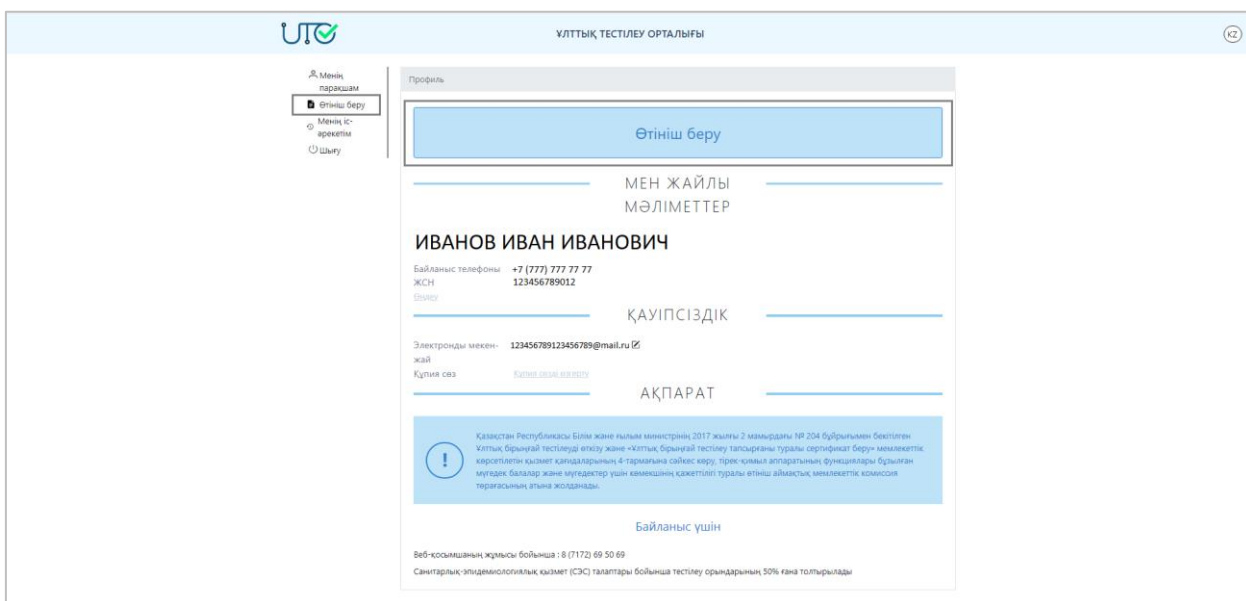 UTO
ҰЛТТЫҚ ТЕСТІЛЕУ ОРТАЛЫҒЫ
KZ
Менің
парақшам
Өтініш беру
Менің іс-
әрекетім
Шығу
Профиль
Өтініш беру
МЕН ЖАЙЛЫ
МӘЛІМЕТТЕР
ИВАНОВ ИВАН ИВАНОВИЧ
Байланыс телефоны +7 (777) 777 77 77
ЖСН 123456789012
Өңдеу
ҚАУІПСІЗДІК
Электронды мекен- 123456789123456789@mail.ru
жай
Құпия сөз Құпия сөзді өзгерту
АҚПАРАТ
Қазақстан Республикасы Білім және ғылым министрінің 2017 жылғы 2 мамырдағы № 204 бұйрығымен бекітілген
Ұлттық бірыңғай тестілеуді өткізу және «Ұлттық бірыңғай тестілеу тапсырғаны туралы сертификат беру» мемлекеттік
көрсетілетін қызмет қағидаларының 4-тармағына сәйкес көру, тірек-қимыл аппаратының функциялары бұзылған
мүгедек балалар және мүгедектер үшін көмекшінің қажеттілігі туралы өтініш аймақтық мемлекеттік комиссия
төрағасының атына жолданады.
Байланыс үшін
Веб-қосымшаның жұмысы бойынша : 8 (7172) 69 50 69
Санитарлық-эпидемиологиялық қызмет (СЭС) талаптары бойынша тестілеу орындарының 50% ғана толтырылады